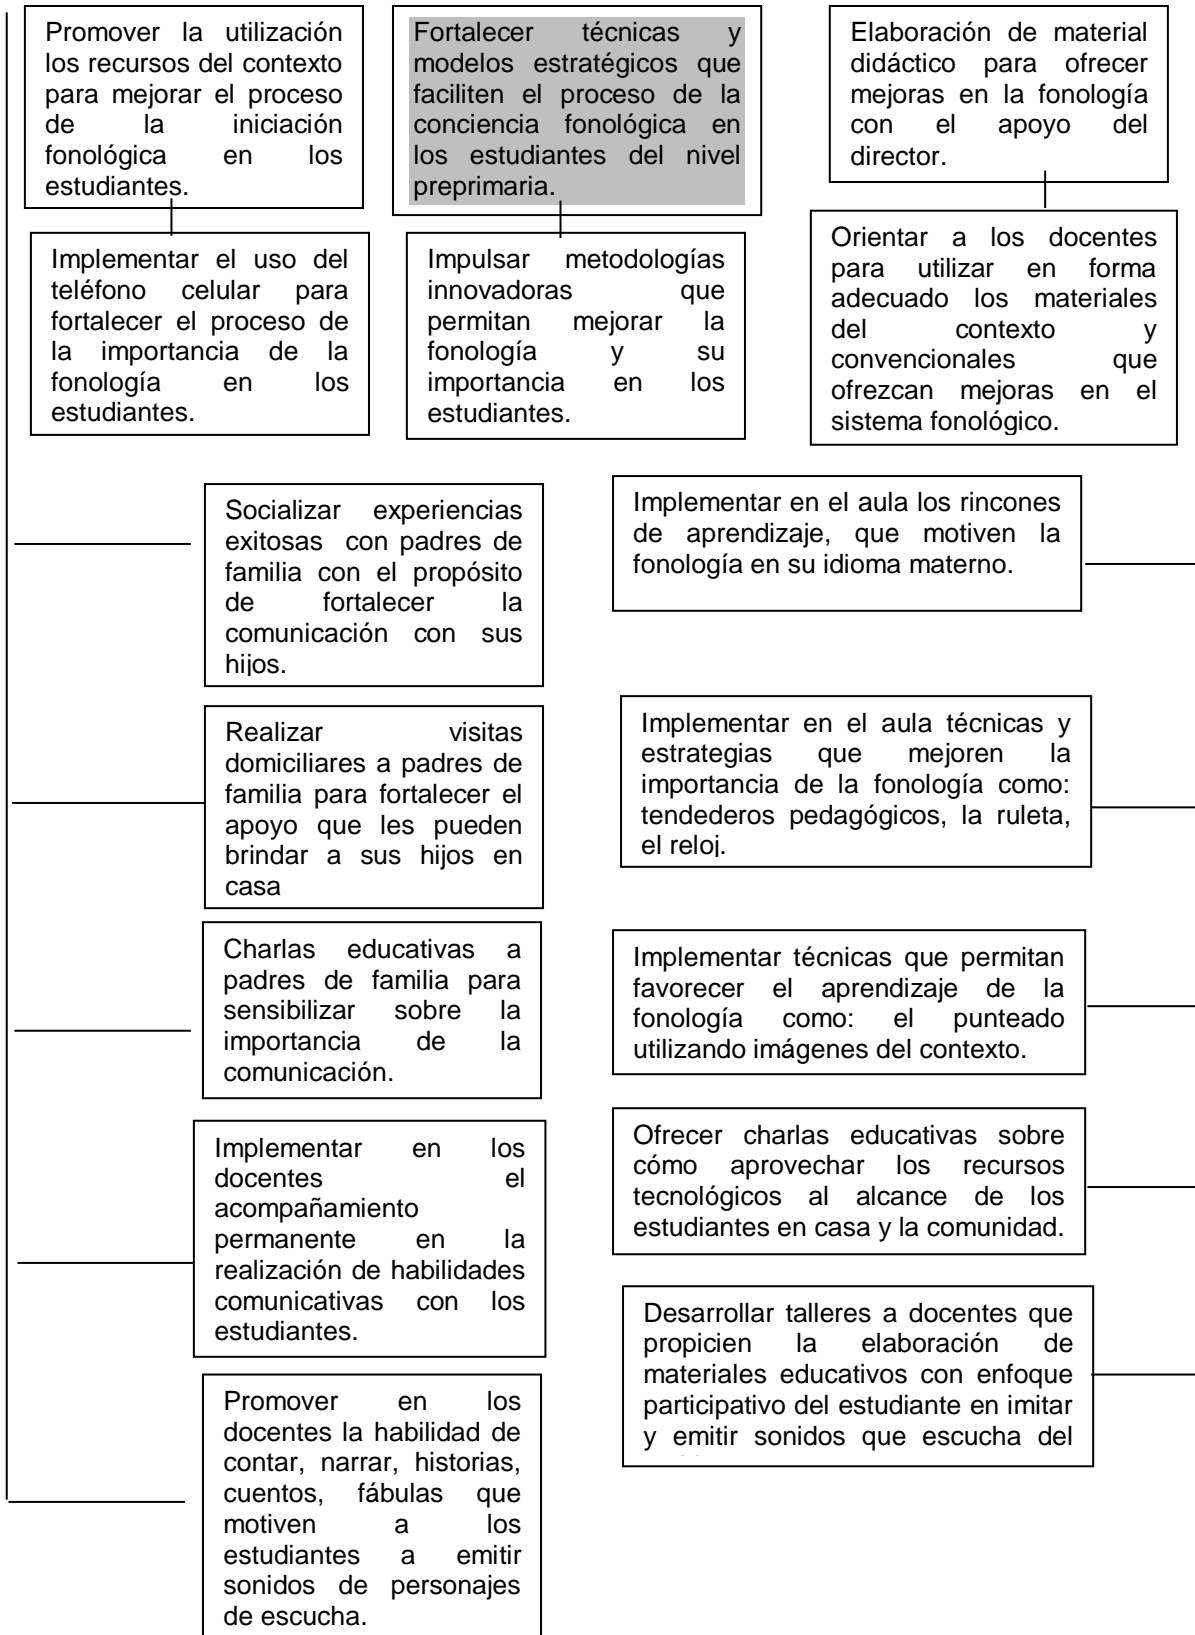 Promover la utilización
los recursos del contexto
para mejorar el proceso
de la iniciación
fonológica en los
estudiantes.
Fortalecer técnicas y
modelos estratégicos que
faciliten el proceso de la
conciencia fonológica en
los estudiantes del nivel
preprimaria.
Elaboración de material
didáctico para ofrecer
mejoras en la fonología
con el apoyo del
director.
Implementar el uso del
teléfono celular para
fortalecer el proceso de
la importancia de la
fonología en los
estudiantes.
Impulsar metodologías
innovadoras que
permitan mejorar la
fonología y su
importancia en los
estudiantes.
Orientar a los docentes
para utilizar en forma
adecuado los materiales
del contexto y
convencionales que
ofrezcan mejoras en el
sistema fonológico.
Socializar experiencias
exitosas con padres de
familia con el propósito
de fortalecer la
comunicación con sus
hijos.
Implementar en el aula los rincones
de aprendizaje, que motiven la
fonología en su idioma materno.
Realizar visitas
domiciliares a padres de
familia para fortalecer el
apoyo que les pueden
brindar a sus hijos en
casa
Implementar en el aula técnicas y
estrategias que mejoren la
importancia de la fonología como:
tendederos pedagógicos, la ruleta,
el reloj.
Charlas educativas a
padres de familia para
sensibilizar sobre la
importancia de la
comunicación.
Implementar técnicas que permitan
favorecer el aprendizaje de la
fonología como: el punteado
utilizando imágenes del contexto.
Implementar en los
docentes el
acompañamiento
permanente en la
realización de habilidades
comunicativas con los
estudiantes.
Ofrecer charlas educativas sobre
cómo aprovechar los recursos
tecnológicos al alcance de los
estudiantes en casa y la comunidad.
Promover en los
docentes la habilidad de
contar, narrar, historias,
cuentos, fábulas que
motiven a los
estudiantes a emitir
sonidos de personajes
de escucha.
Desarrollar talleres a docentes que
propicien la elaboración de
materiales educativos con enfoque
participativo del estudiante en imitar
y emitir sonidos que escucha del